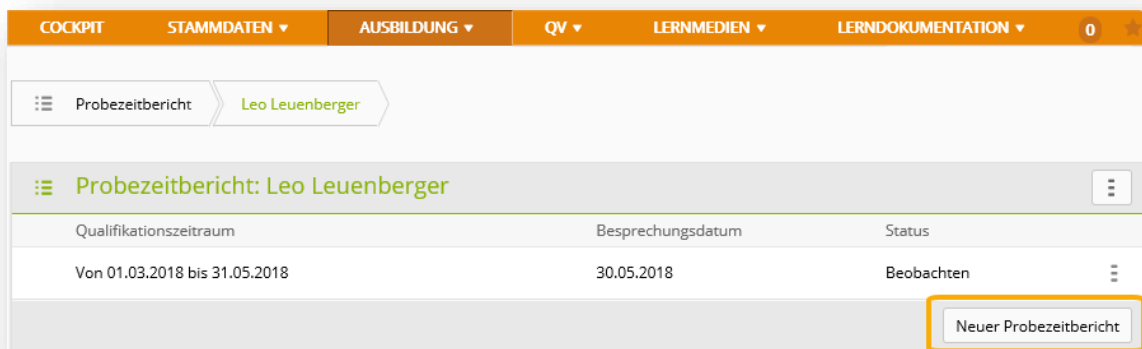 COCKPIT STAMMDATEN AUSBILDUNG QV LERNMEDIEN LERNDOKUMENTATION 0
Probezeitbericht Leo Leuenberger
Probezeitbericht: Leo Leuenberger
Qualifikationszeitraum Besprechungsdatum Status
Von 01.03.2018 bis 31.05.2018 30.05.2018 Beobachten
Neuer Probezeitbericht